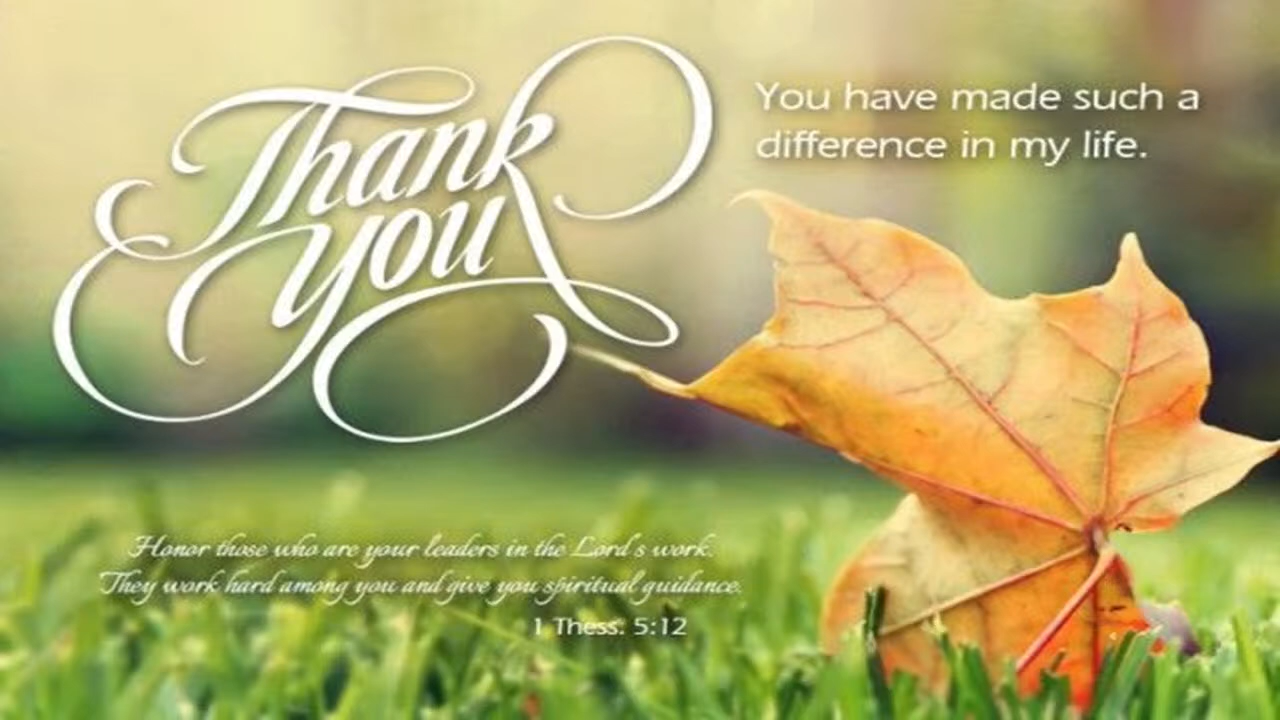 Thank
you
You have made such a
difference in my life.
Honor those who are your leaders in the Lord's work.
They work hard among you and give you spiritual guidance.
1 Thess. 5:12